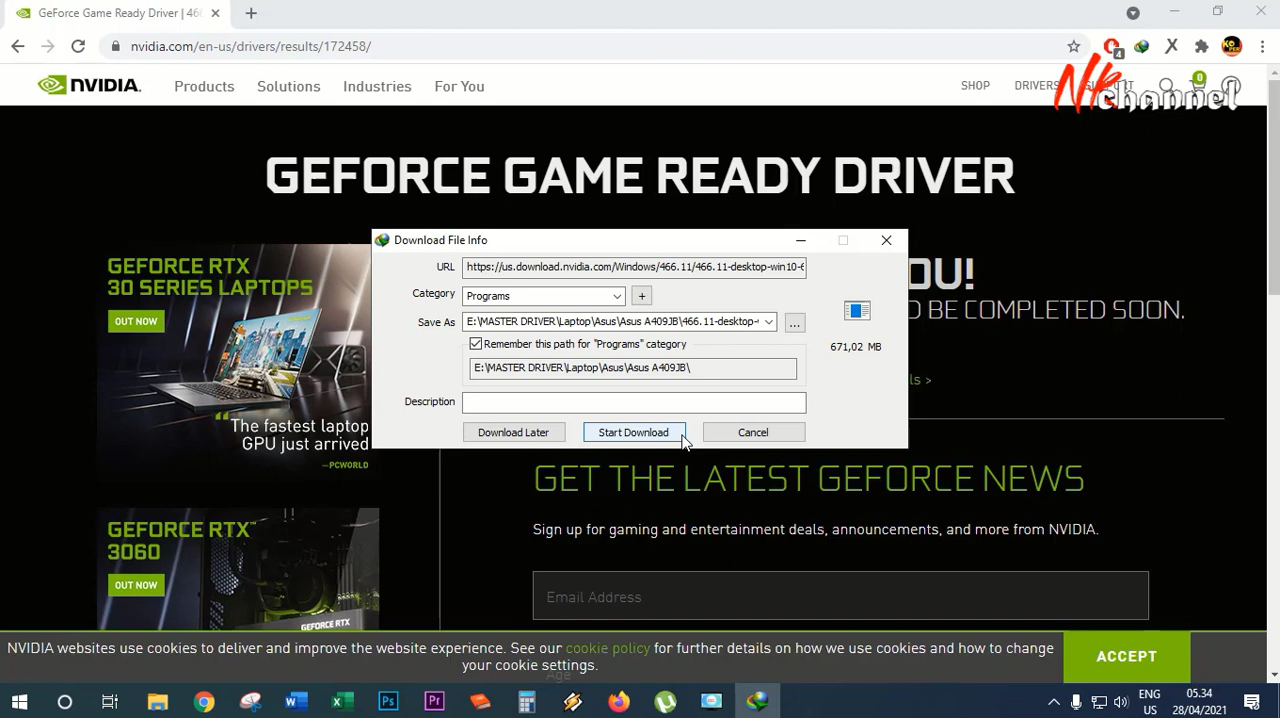 GeForce Game Ready Driver | 46
nvidia.com/en-us/drivers/results/172458/
4
NVIDIA.
Products
Solutions
Industries
For You
SHOP
DRIVERS
0
Nk
channel
GEFORCE GAME READY DRIVER
GEFORCE RTX
30 SERIES LAPTOPS
OUT NOW
"The fastest laptop
GPU just arrived
—PCWORLD
GEFORCE RTX™
3060
OUT NOW
GEFORCE RTX
OU!
D BE COMPLETED SOON.
ls >
Download File Info
URL
https://us.download.nvidia.com/Windows/466.11/466.11-desktop-win10-6
Category
Programs
+
Save As
E:\MASTER DRIVER\Laptop\Asus\Asus A409JB\466.11-desktop-
...
671,02 MB
Remember this path for "Programs" category
E:\MASTER DRIVER\Laptop\Asus\Asus A409JB\
Description
Download Later
Start Download
Cancel
GET THE LATEST GEFORCE NEWS
Sign up for gaming and entertainment deals, announcements, and more from NVIDIA.
Email Address
Age
NVIDIA websites use cookies to deliver and improve the website experience. See our cookie policy for further details on how we use cookies and how to change
your cookie settings.
ACCEPT
ENG
US
05.34
28/04/2021